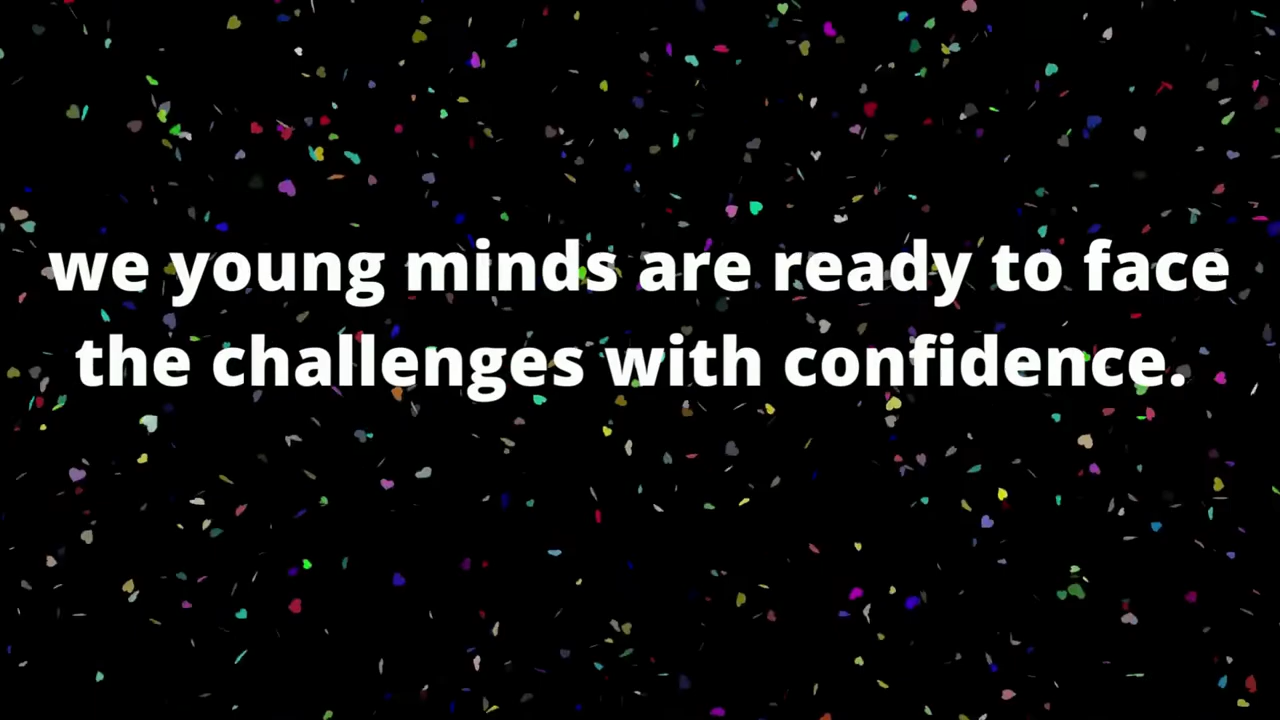 we young minds are ready to face
the challenges with confidence.